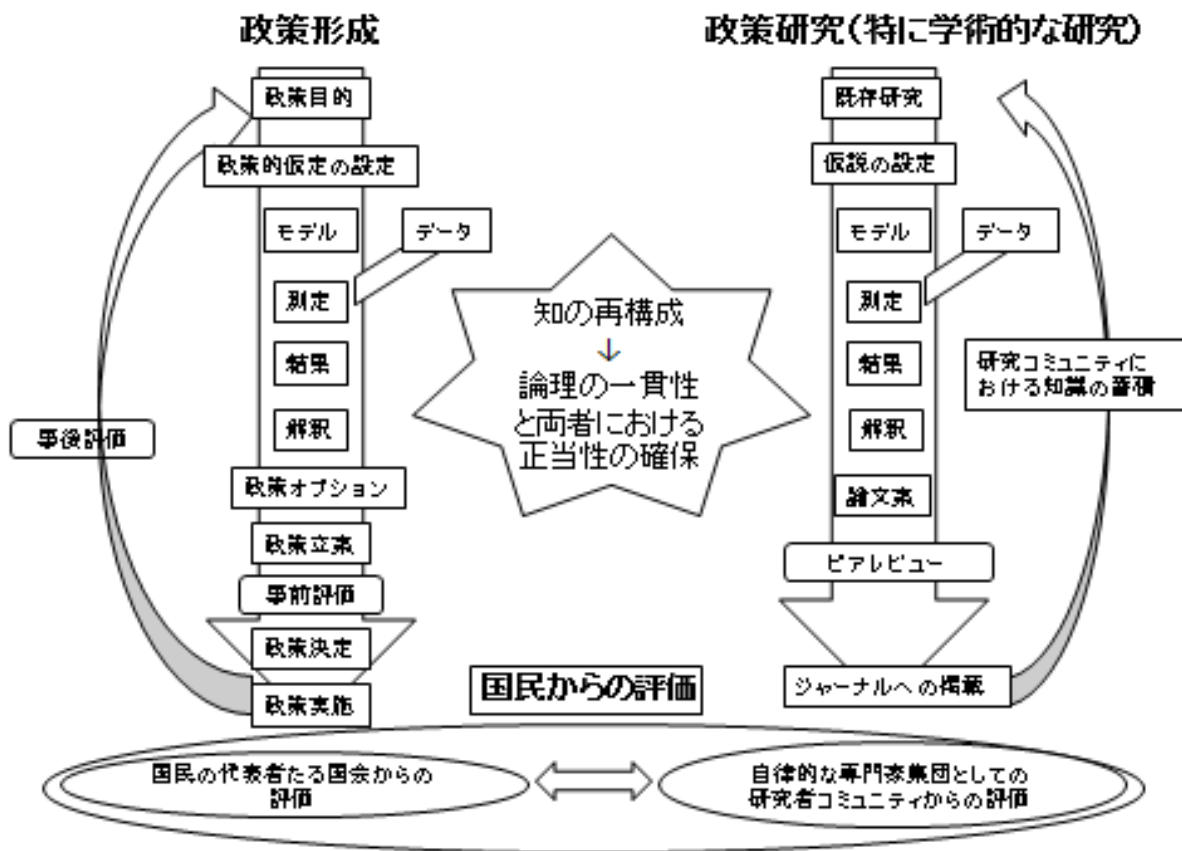 政策形成
政策目的
政策的仮定の設定
モデル
データ
測定
結果
解釈
政策オプション
政策立案
事前評価
政策決定
政策実施
事後評価
知の再構成
↓
論理の一貫性
と両者における
正当性の確保
政策研究(特に学術的な研究)
既存研究
仮説の設定
モデル
データ
測定
結果
解釈
論文案
ピアレビュー
ジャーナルへの掲載
研究コミュニティに
おける知識の蓄積
国民からの評価
国民の代表者たる国会からの
評価
自律的な専門家集団としての
研究者コミュニティからの評価